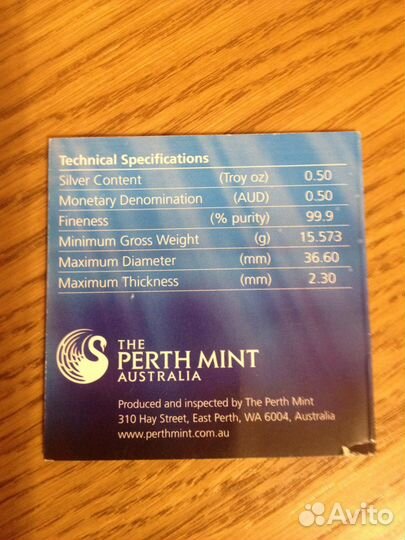 Technical Specifications
Silver Content (Troy oz) 0.50
Monetary Denomination (AUD) 0.50
Fineness (% purity) 99.9
Minimum Gross Weight (g) 15.573
Maximum Diameter (mm) 36.60
Maximum Thickness (mm) 2.30
THE
PERTH MINT
AUSTRALIA
Produced and inspected by The Perth Mint
310 Hay Street, East Perth, WA 6004, Australia
www.perthmint.com.au
Avito